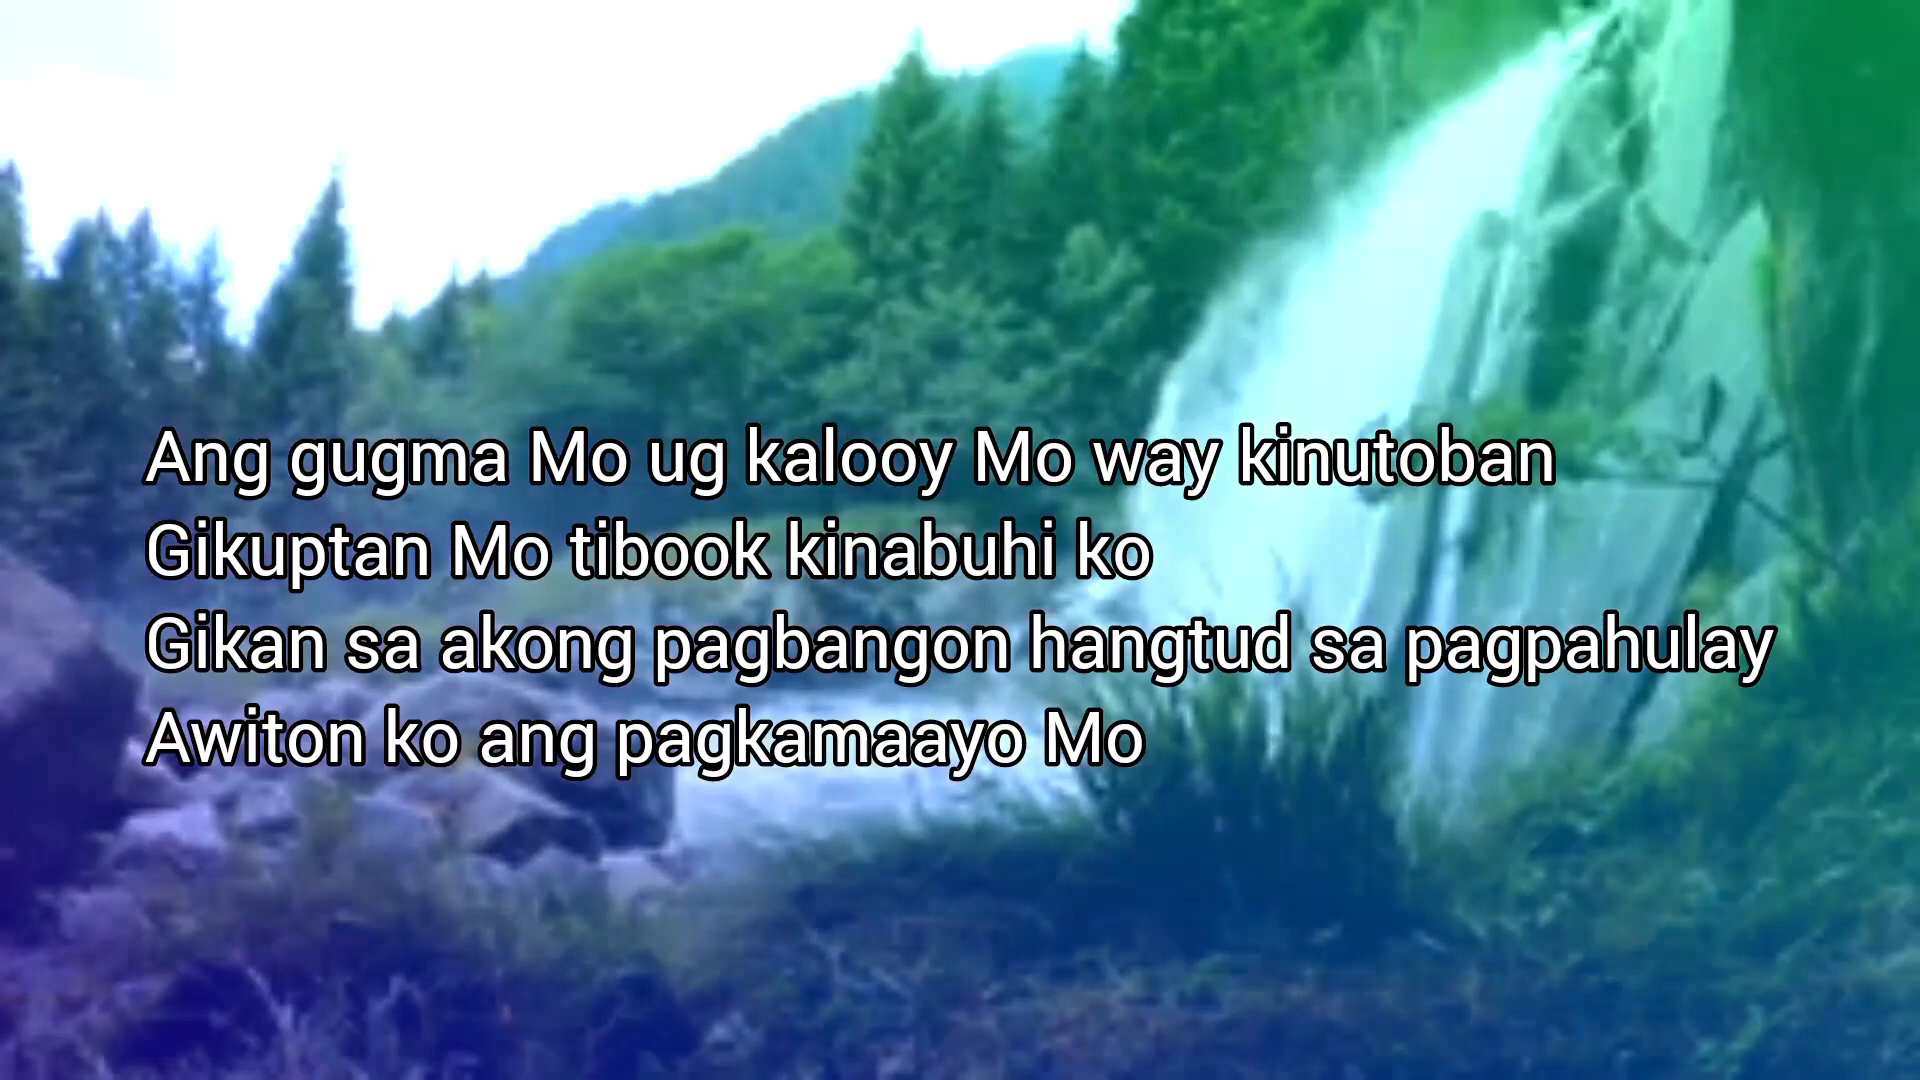 Ang gugma Mo ug kalooy Mo way kinutoban
Gikuptan Mo tibook kinabuhi ko
Gikan sa akong pagbangon hangtud sa pagpahulay
Awiton ko ang pagkamaayo Mo